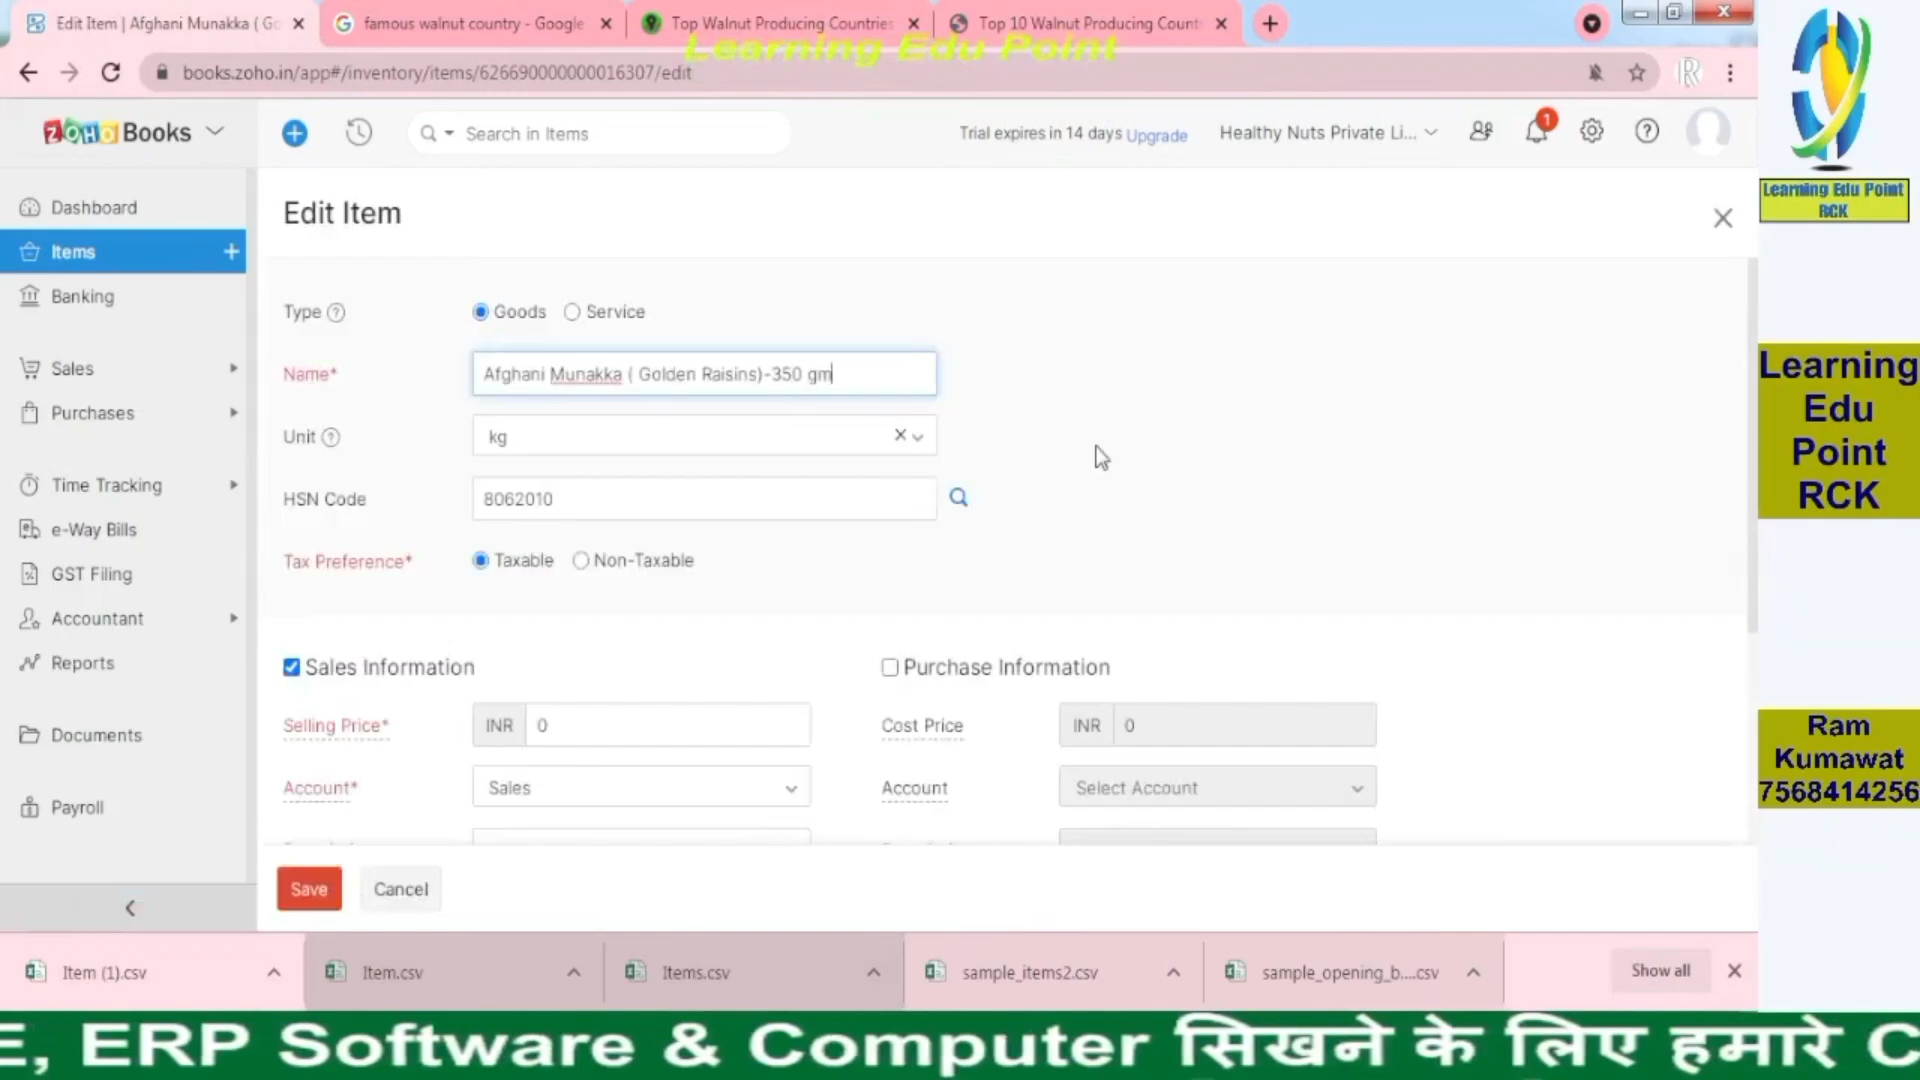 Edit Item | Afghani Munakka ( Go
famous walnut country - Google
Top Walnut Producing Countries
Top 10 Walnut Producing Count
Learning Edu Point
books.zoho.in/app#/inventory/items/626690000000016307/edit
ZOHO Books
Search in Items
Trial expires in 14 days Upgrade
Healthy Nuts Private Li...
1
Learning Edu Point
RCK
Dashboard
Items
Banking
Sales
Purchases
Time Tracking
e-Way Bills
GST Filing
Accountant
Reports
Documents
Payroll
Edit Item
Type
Goods
Service
Name*
Afghani Munakka ( Golden Raisins)-350 gm
Unit
kg
HSN Code
8062010
Tax Preference*
Taxable
Non-Taxable
Sales Information
Purchase Information
Selling Price*
INR
0
Cost Price
INR
0
Account*
Sales
Account
Select Account
Save
Cancel
Learning
Edu
Point
RCK
Ram
Kumawat
7568414256
Item (1).csv
Item.csv
Items.csv
sample_items2.csv
sample_opening_b....csv
Show all
E, ERP Software & Computer सिखने के लिए हमारे C